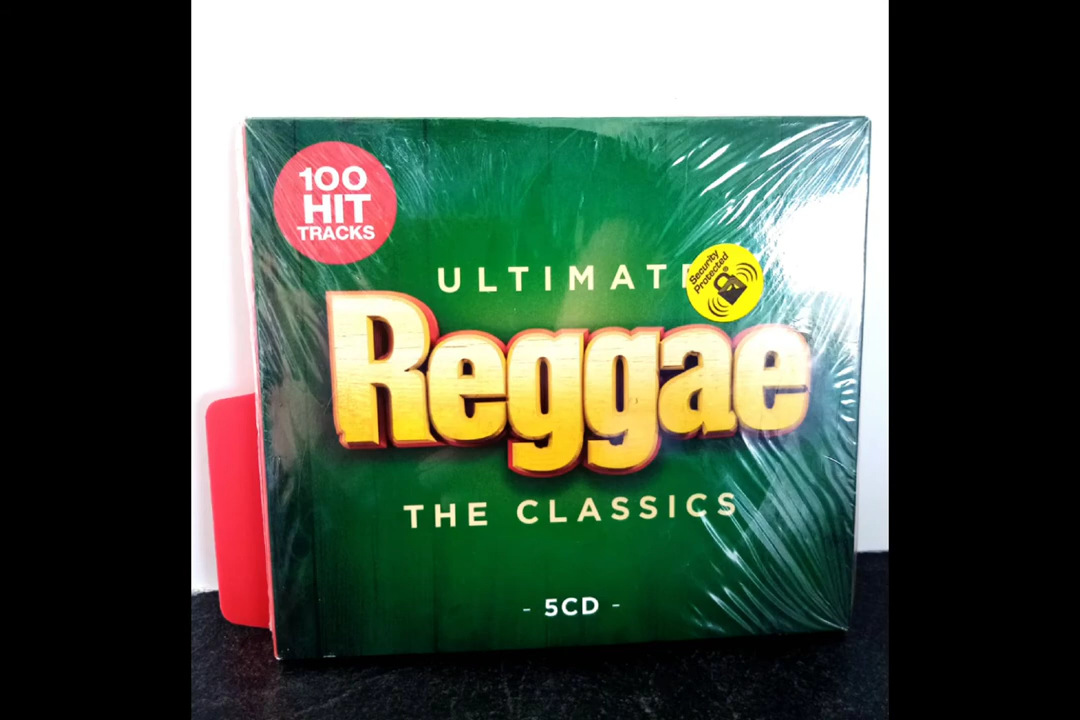 100
HIT
TRACKS
ULTIMATE
Security
Protected
Reggae
THE CLASSICS
- 5CD -